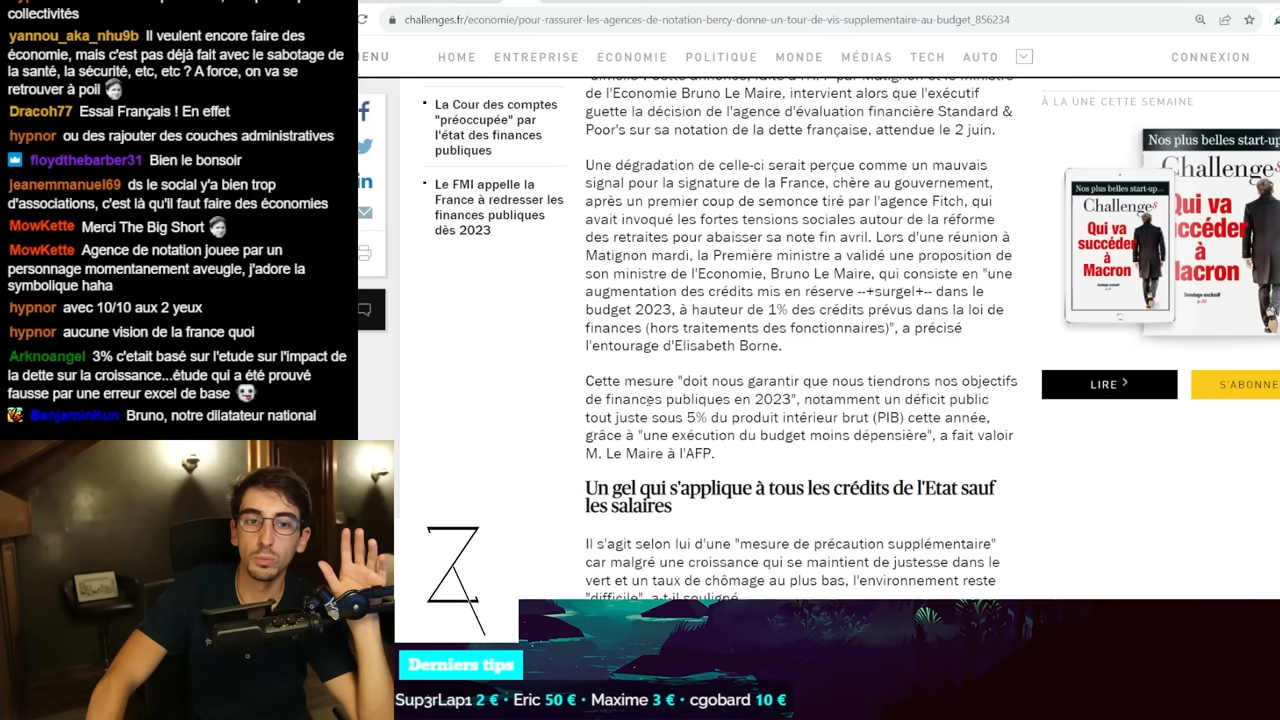 collectivités
yannou_aka_nhu9b Il veulent encore faire des
économie, mais c'est pas déjà fait avec le sabotage de
la santé, la sécurité, etc, etc ? A force, on va se
retrouver à poil
Dracoh77 Essai Français ! En effet
hypnor ou des rajouter des couches administratives
floydthebarber31 Bien le bonsoir
jeanemmanuel69 ds le social y'a bien trop
d'associations, c'est là qu'il faut faire des économies
MowKette Merci The Big Short
MowKette Agence de notation jouee par un
personnage momentanement aveugle, j'adore la
symbolique haha
hypnor avec 10/10 aux 2 yeux
hypnor aucune vision de la france quoi
Arknoangel 3% c'etait basé sur l'etude sur l'impact de
la dette sur la croissance...étude qui a été prouvé
fausse par une erreur excel de base
BenjaminKun Bruno, notre dilatateur national
challenges.fr/economie/pour-rassurer-les-agences-de-notation-bercy-donne-un-tour-de-vis-supplementaire-au-budget_856234
ENU HOME ENTREPRISE ECONOMIE POLITIQUE MONDE MÉDIAS TECH AUTO CONNEXION
La Cour des comptes
"préoccupée" par
l'état des finances
publiques
Le FMI appelle la
France à redresser les
finances publiques
dès 2023
de l'Economie Bruno Le Maire, intervient alors que l'exécutif
guette la décision de l'agence d'évaluation financière Standard &
Poor's sur sa notation de la dette française, attendue le 2 juin.
Une dégradation de celle-ci serait perçue comme un mauvais
signal pour la signature de la France, chère au gouvernement,
après un premier coup de semonce tiré par l'agence Fitch, qui
avait invoqué les fortes tensions sociales autour de la réforme
des retraites pour abaisser sa note fin avril. Lors d'une réunion à
Matignon mardi, la Première ministre a validé une proposition de
son ministre de l'Economie, Bruno Le Maire, qui consiste en "une
augmentation des crédits mis en réserve --+surgel+-- dans le
budget 2023, à hauteur de 1% des crédits prévus dans la loi de
finances (hors traitements des fonctionnaires)", a précisé
l'entourage d'Elisabeth Borne.
Cette mesure "doit nous garantir que nous tiendrons nos objectifs
de finances publiques en 2023", notamment un déficit public
tout juste sous 5% du produit intérieur brut (PIB) cette année,
grâce à "une exécution du budget moins dépensière", a fait valoir
M. Le Maire à l'AFP.
Un gel qui s'applique à tous les crédits de l'Etat sauf
les salaires
Il s'agit selon lui d'une "mesure de précaution supplémentaire"
car malgré une croissance qui se maintient de justesse dans le
vert et un taux de chômage au plus bas, l'environnement reste
"difficile", a-t-il souligné
À LA UNE CETTE SEMAINE
Nos plus belles start-up...
Challenges
Qui va
succéder
à
Macron
Nos plus belles start-up
Challenges
Qui va
ccéder
à
lacron
LIRE
S'ABONNE
Derniers tips
Sup3rLap1 2 € • Eric 50 € • Maxime 3 € • cgobard 10 €